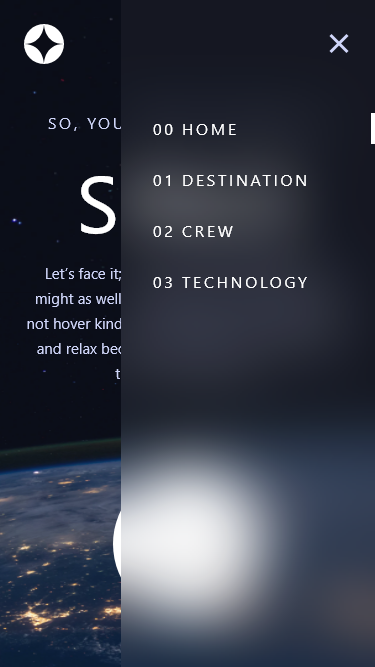 SO, YOU
S
Let's face it;
might as well
not hover kind
and relax bec
t
00 HOME
01 DESTINATION
02 CREW
03 TECHNOLOGY